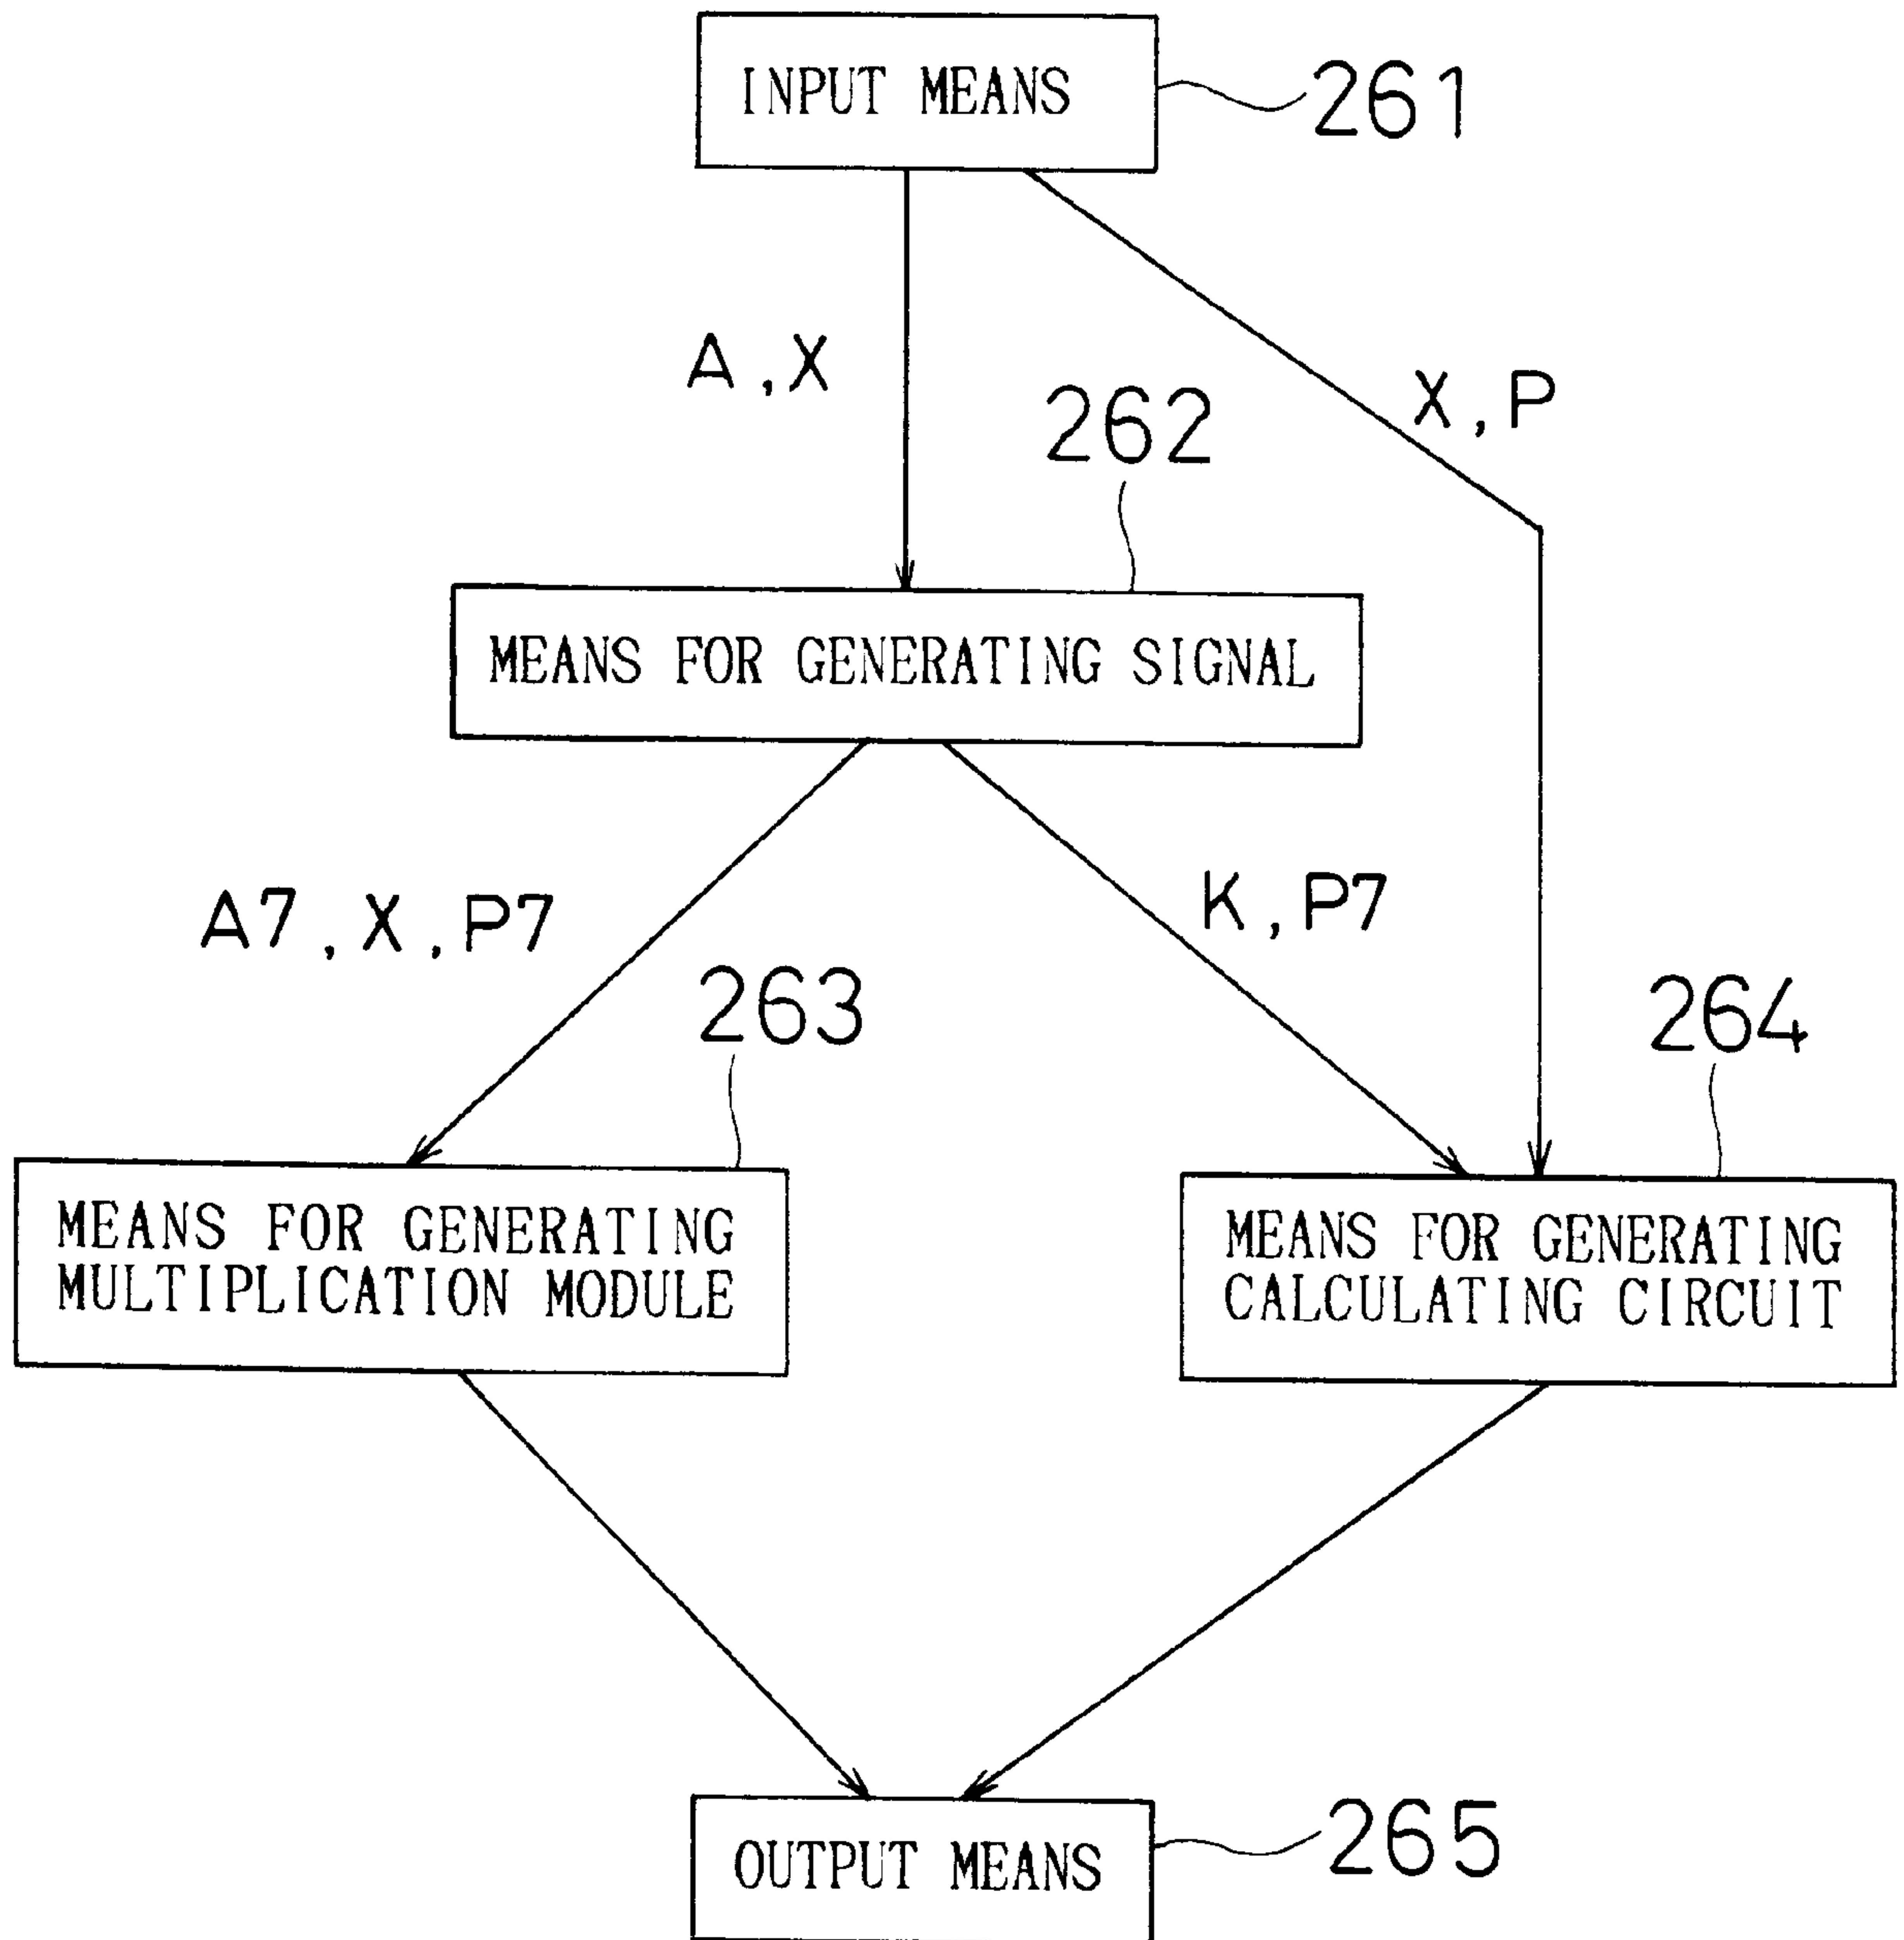 INPUT MEANS
261
A,X
X,P
262
MEANS FOR GENERATING SIGNAL
A7,X,P7
K,P7
263
264
MEANS FOR GENERATING
MULTIPLICATION MODULE
MEANS FOR GENERATING
CALCULATING CIRCUIT
OUTPUT MEANS
265